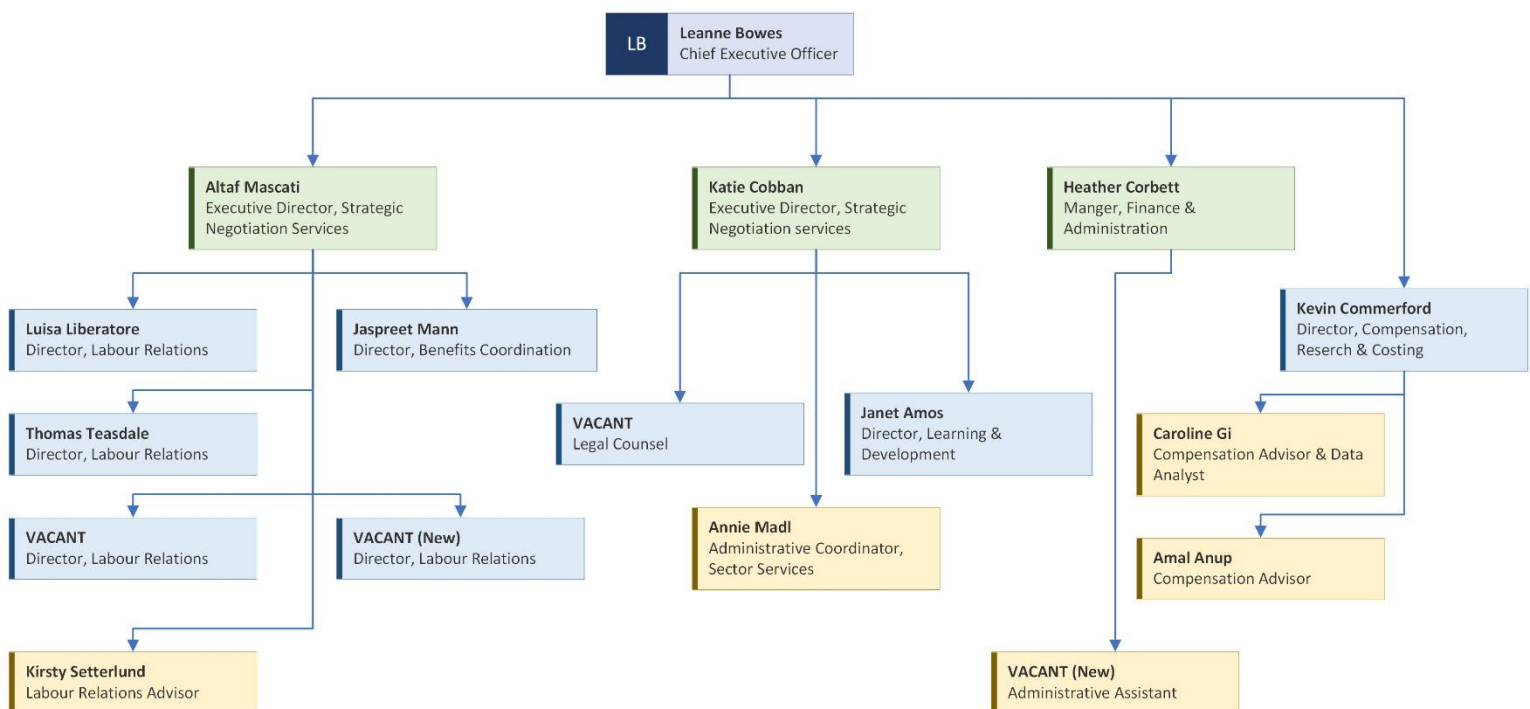 LB
Leanne Bowes
Chief Executive Officer
Altaf Mascati
Executive Director, Strategic
Negotiation Services
Katie Cobban
Executive Director, Strategic
Negotiation services
Heather Corbett
Manger, Finance &
Administration
Luisa Liberatore
Director, Labour Relations
Jaspreet Mann
Director, Benefits Coordination
Kevin Commerford
Director, Compensation,
Reserch & Costing
Thomas Teasdale
Director, Labour Relations
VACANT
Legal Counsel
Janet Amos
Director, Learning &
Development
Caroline Gi
Compensation Advisor & Data
Analyst
VACANT
Director, Labour Relations
VACANT (New)
Director, Labour Relations
Annie Madl
Administrative Coordinator,
Sector Services
Amal Anup
Compensation Advisor
Kirsty Setterlund
Labour Relations Advisor
VACANT (New)
Administrative Assistant